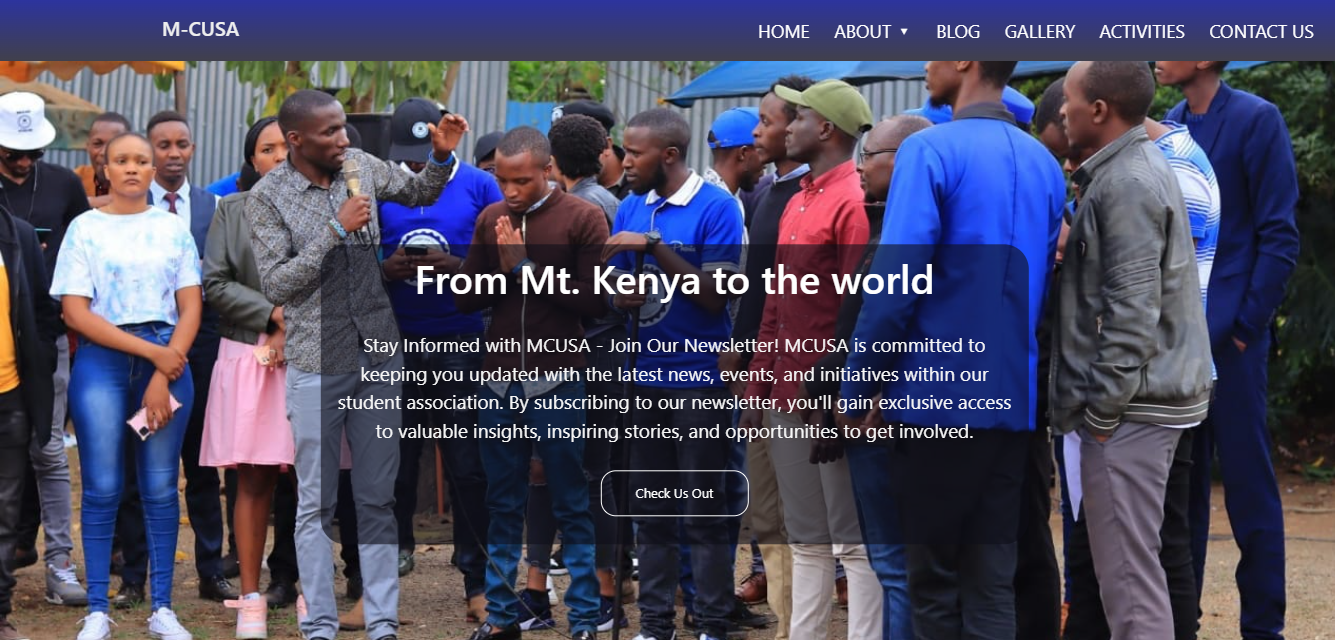 M-CUSA
HOME ABOUT ▼ BLOG GALLERY ACTIVITIES CONTACT US
From Mt. Kenya to the world
Stay Informed with MCUSA - Join Our Newsletter! MCUSA is committed to
keeping you updated with the latest news, events, and initiatives within our
student association. By subscribing to our newsletter, you'll gain exclusive access
to valuable insights, inspiring stories, and opportunities to get involved.
Check Us Out